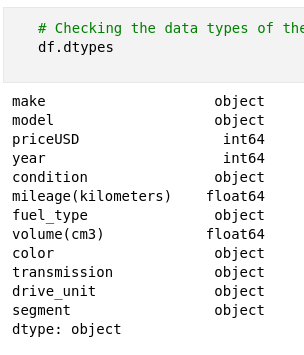 # Checking the data types of the
df.dtypes
make object
model object
priceUSD int64
year int64
condition object
mileage(kilometers) float64
fuel_type object
volume(cm3) float64
color object
transmission object
drive_unit object
segment object
dtype: object